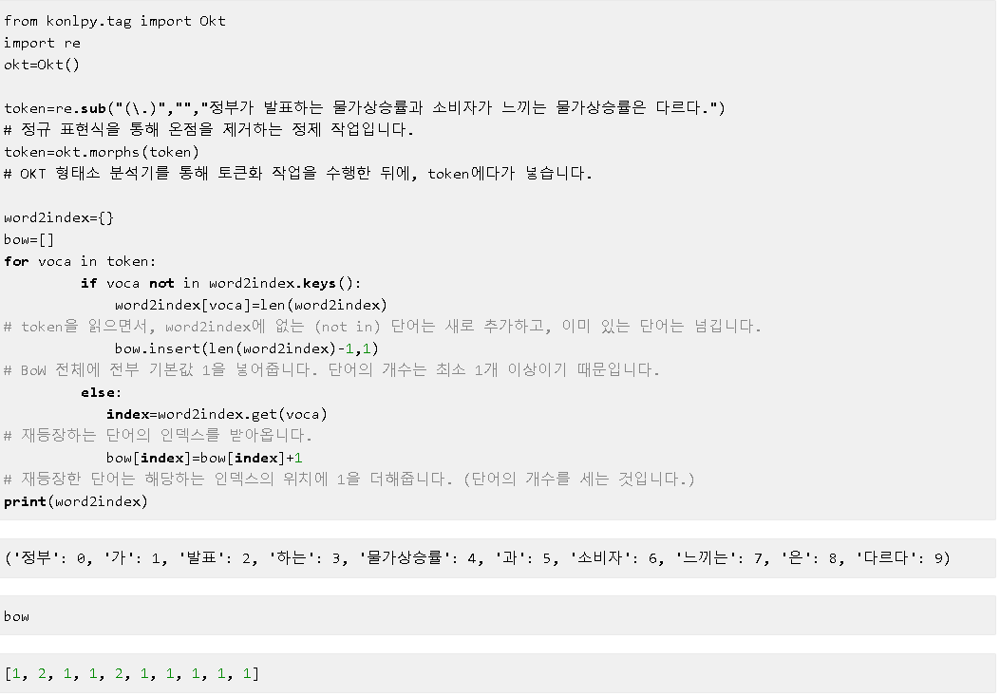 from konlpy.tag import Okt
import re
okt=Okt()
token=re.sub("(\.)","","정부가 발표하는 물가상승률과 소비자가 느끼는 물가상승률은 다르다.")
# 정규 표현식을 통해 온점을 제거하는 정제 작업입니다.
token=okt.morphs(token)
# OKT 형태소 분석기를 통해 토큰화 작업을 수행한 뒤에, token에다가 넣습니다.
word2index={}
bow=[]
for voca in token:
if voca not in word2index.keys():
word2index[voca]=len(word2index)
# token을 읽으면서, word2index에 없는 (not in) 단어는 새로 추가하고, 이미 있는 단어는 넘깁니다.
bow.insert(len(word2index)-1,1)
# BoW 전체에 전부 기본값 1을 넣어줍니다. 단어의 개수는 최소 1개 이상이기 때문입니다.
else:
index=word2index.get(voca)
# 재등장하는 단어의 인덱스를 받아옵니다.
bow[index]=bow[index]+1
# 재등장한 단어는 해당하는 인덱스의 위치에 1을 더해줍니다. (단어의 개수를 세는 것입니다.)
print(word2index)
('정부': 0, '가': 1, '발표': 2, '하는': 3, '물가상승률': 4, '과': 5, '소비자': 6, '느끼는': 7, '은': 8, '다르다': 9)
bow
[1, 2, 1, 1, 2, 1, 1, 1, 1, 1]